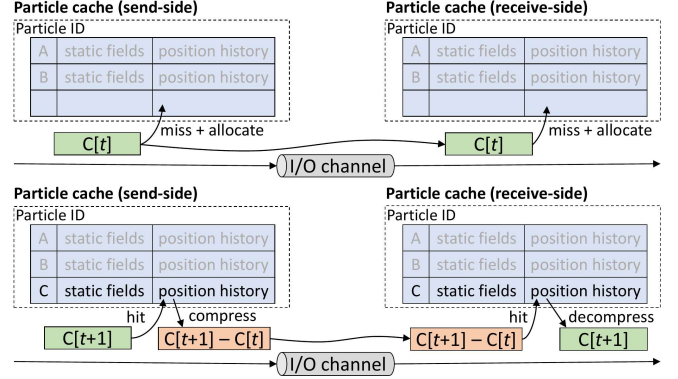 Particle cache (send-side)
Particle ID
A static fields position history
B static fields position history
C[t]
miss + allocate
Particle cache (receive-side)
Particle ID
A static fields position history
B static fields position history
C[t]
miss + allocate
I/O channel
Particle cache (send-side)
Particle ID
A static fields position history
B static fields position history
C static fields position history
hit
compress
C[t+1]
C[t+1] – C[t]
Particle cache (receive-side)
Particle ID
A static fields position history
B static fields position history
C static fields position history
hit
decompress
C[t+1] – C[t]
C[t+1]
I/O channel